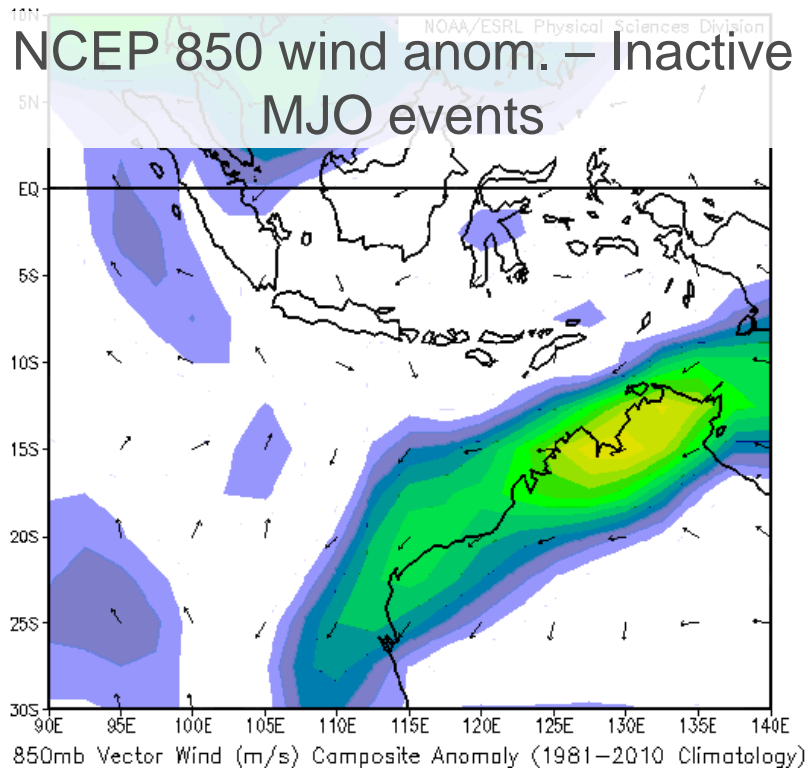 10N
NOAA/ESRL Physical Sciences Division
NCEP 850 wind anom. – Inactive
MJO events
5N
EQ
5S
10S
15S
20S
25S
30S
90E 95E 100E 105E 110E 115E 120E 125E 130E 135E 140E
850mb Vector Wind (m/s) Composite Anomaly (1981–2010 Climatology)